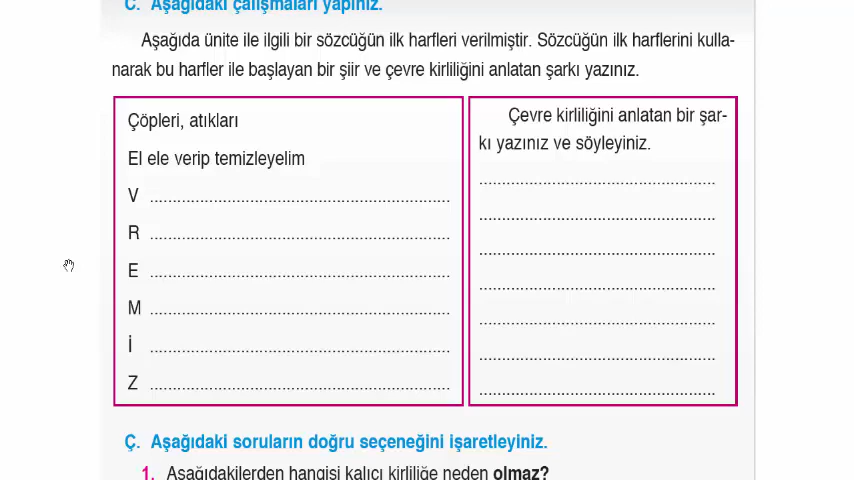 C. Aşağıdaki çalışmaları yapınız.
Aşağıda ünite ile ilgili bir sözcüğün ilk harfleri verilmiştir. Sözcüğün ilk harflerini kulla-
narak bu harfler ile başlayan bir şiir ve çevre kirliliğini anlatan şarkı yazınız.
Çöpleri, atıkları
El ele verip temizleyelim
V ..................................................................
R ..................................................................
E ..................................................................
M ..................................................................
İ ..................................................................
Z ..................................................................
Çevre kirliliğini anlatan bir şar-
kı yazınız ve söyleyiniz.
....................................................
....................................................
....................................................
....................................................
....................................................
....................................................
....................................................
Ç. Aşağıdaki soruların doğru seçeneğini işaretleyiniz.
1. Aşağıdakilerden hangisi kalıcı kirliliğe neden olmaz?